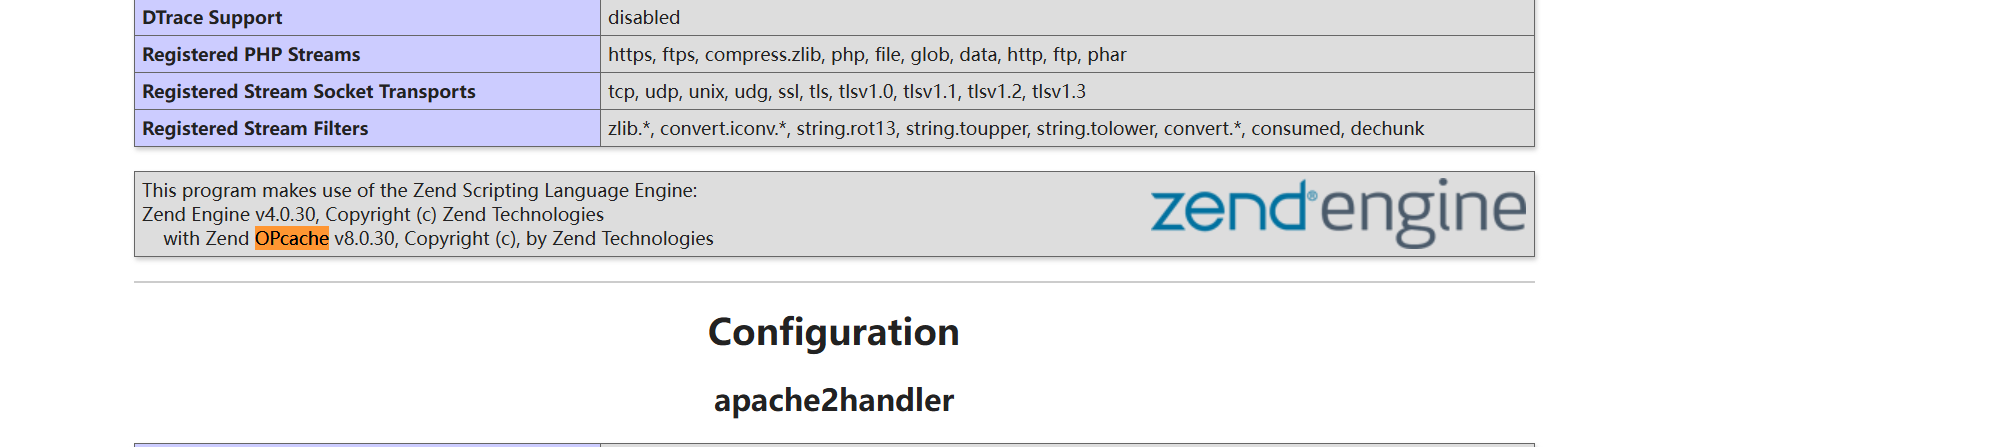 DTrace Support disabled
Registered PHP Streams https, ftps, compress.zlib, php, file, glob, data, http, ftp, phar
Registered Stream Socket Transports tcp, udp, unix, udg, ssl, tls, tlsv1.0, tlsv1.1, tlsv1.2, tlsv1.3
Registered Stream Filters zlib.*, convert.iconv.*, string.rot13, string.toupper, string.tolower, convert.*, consumed, dechunk
This program makes use of the Zend Scripting Language Engine:
Zend Engine v4.0.30, Copyright (c) Zend Technologies
with Zend OPcache v8.0.30, Copyright (c), by Zend Technologies
zend® engine
Configuration
apache2handler